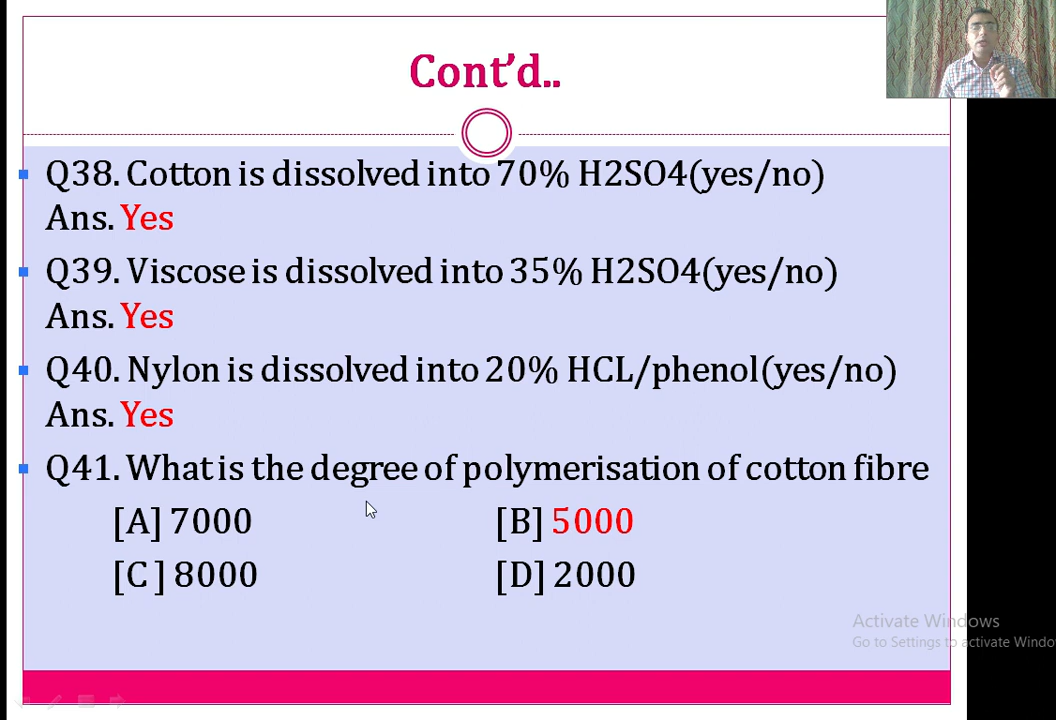 Cont’d..
Q38. Cotton is dissolved into 70% H2SO4(yes/no)
Ans. Yes
Q39. Viscose is dissolved into 35% H2SO4(yes/no)
Ans. Yes
Q40. Nylon is dissolved into 20% HCL/phenol(yes/no)
Ans. Yes
Q41. What is the degree of polymerisation of cotton fibre
[A] 7000 [B] 5000
[C ] 8000 [D] 2000
Activate Windows
Go to Settings to activate Windo